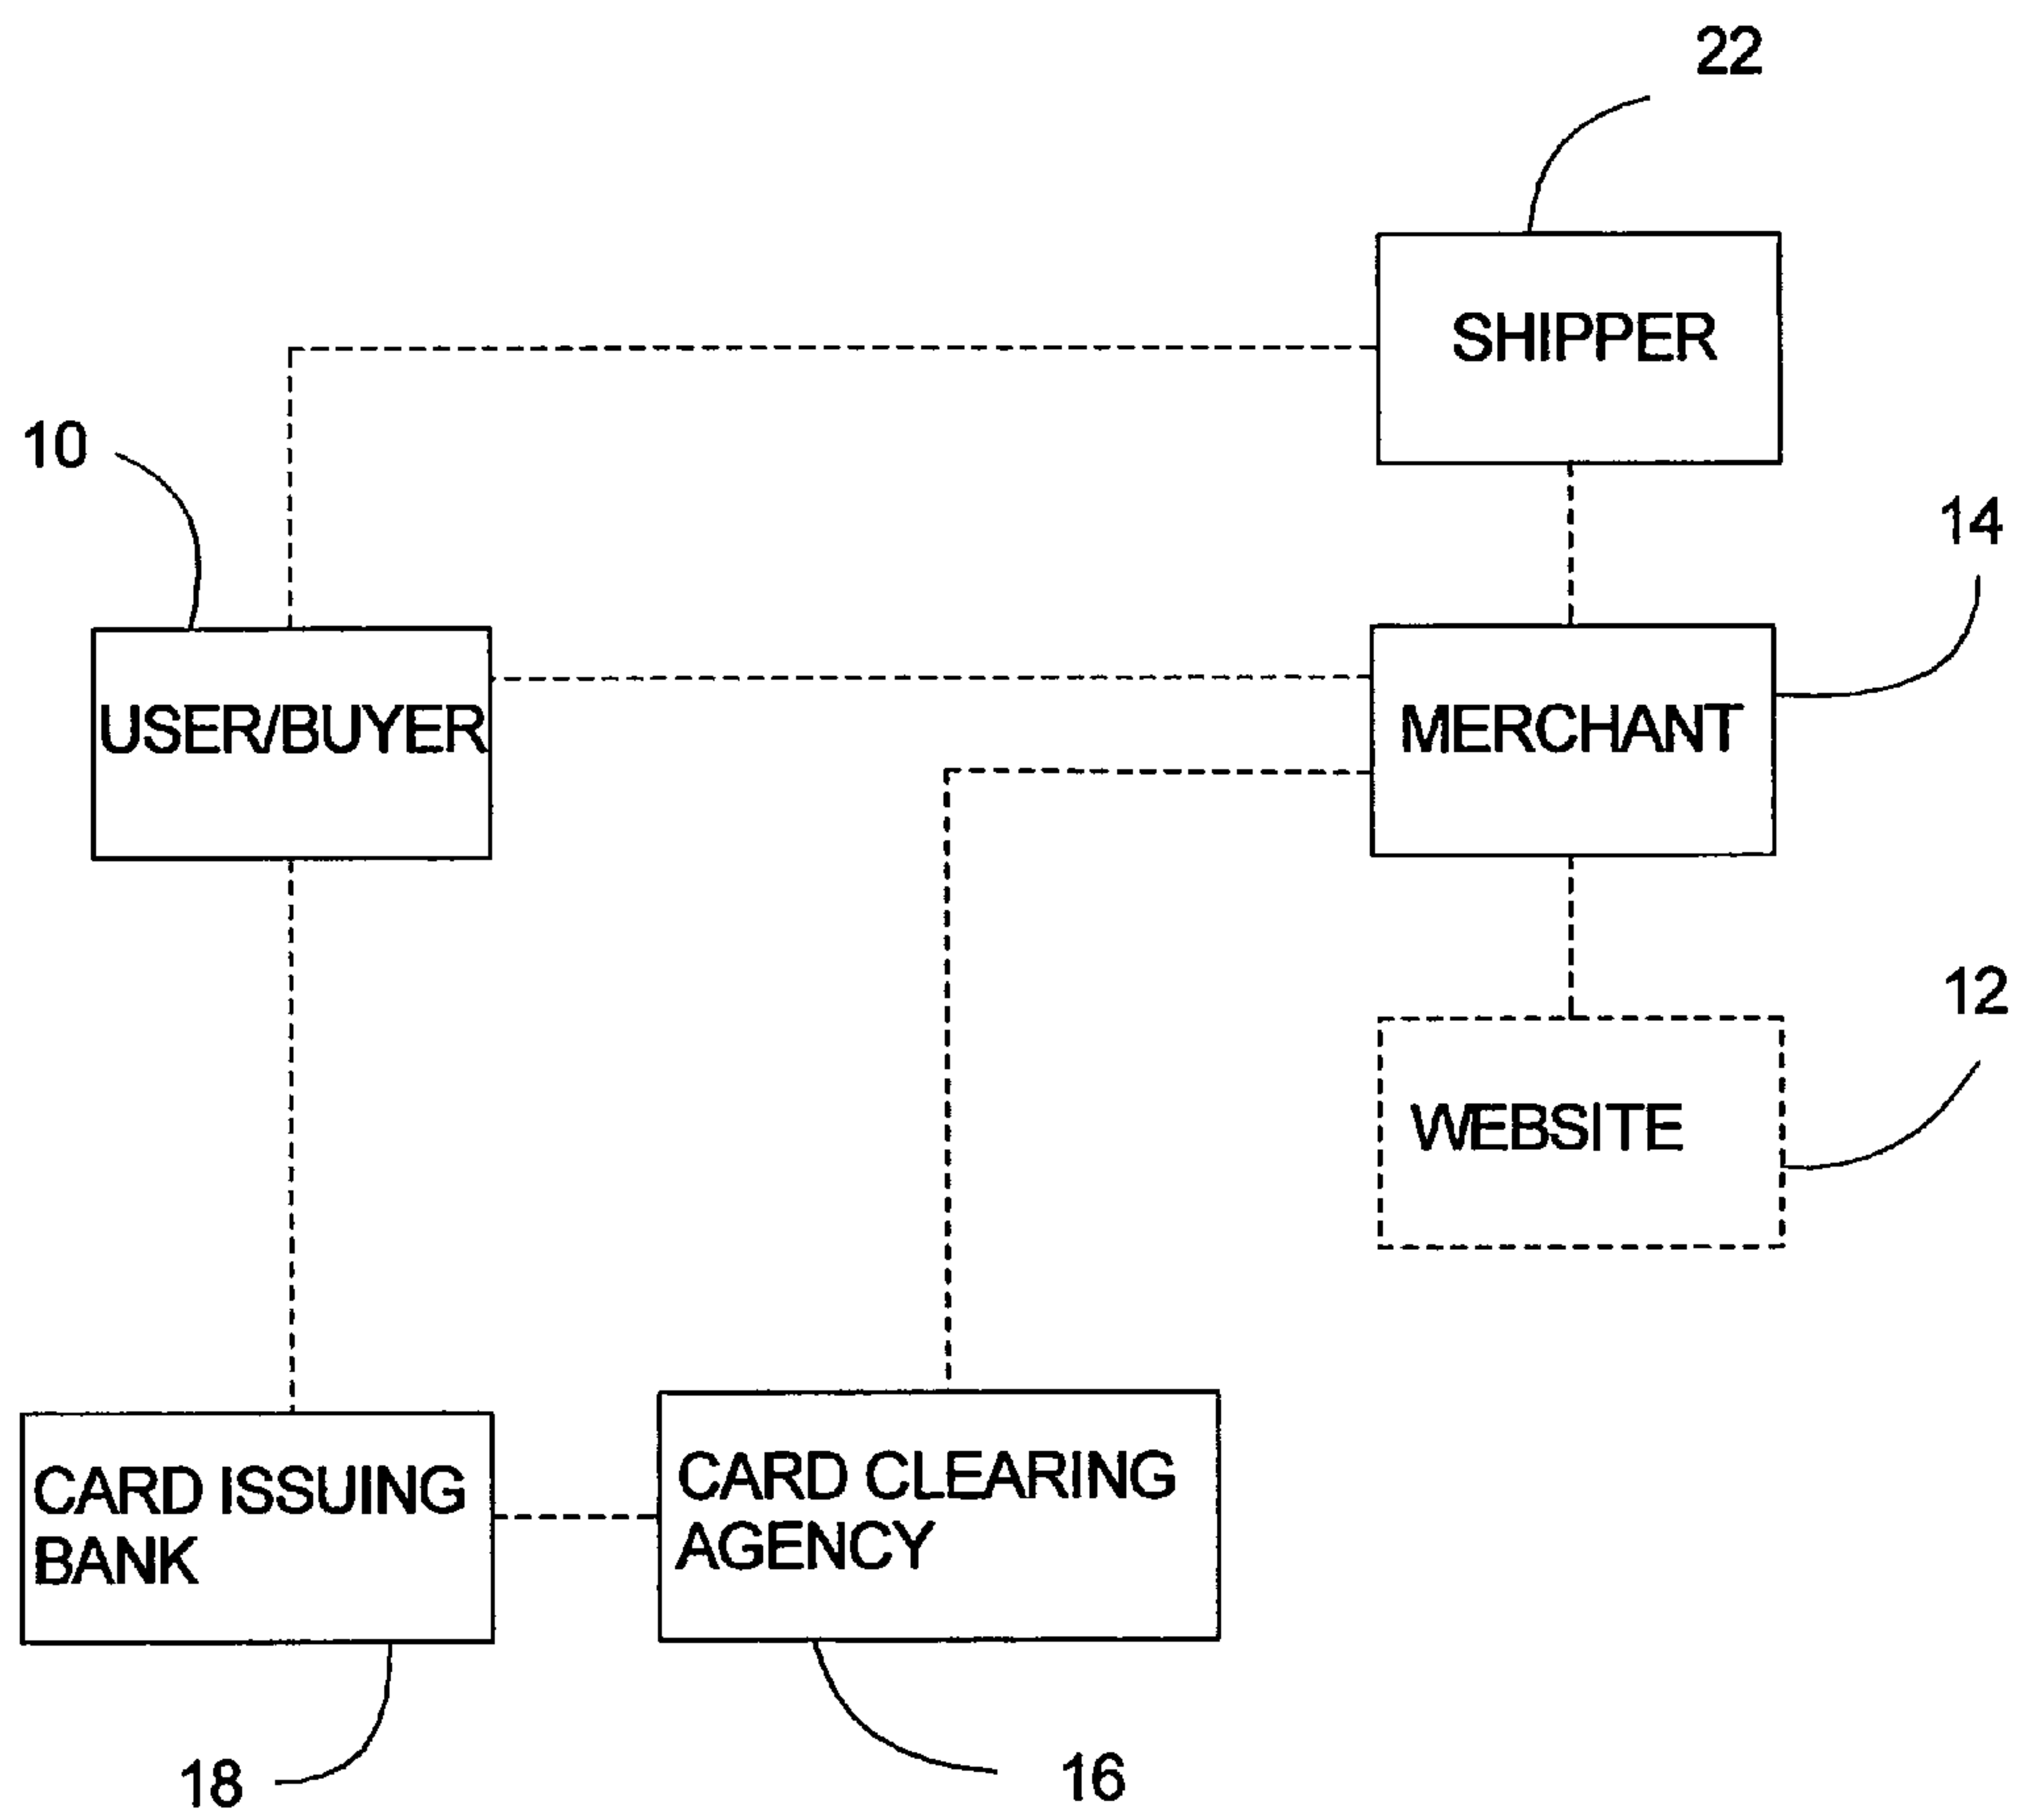 22
SHIPPER
10
14
USER/BUYER
MERCHANT
12
WEBSITE
CARD ISSUING
BANK
CARD CLEARING
AGENCY
18
16